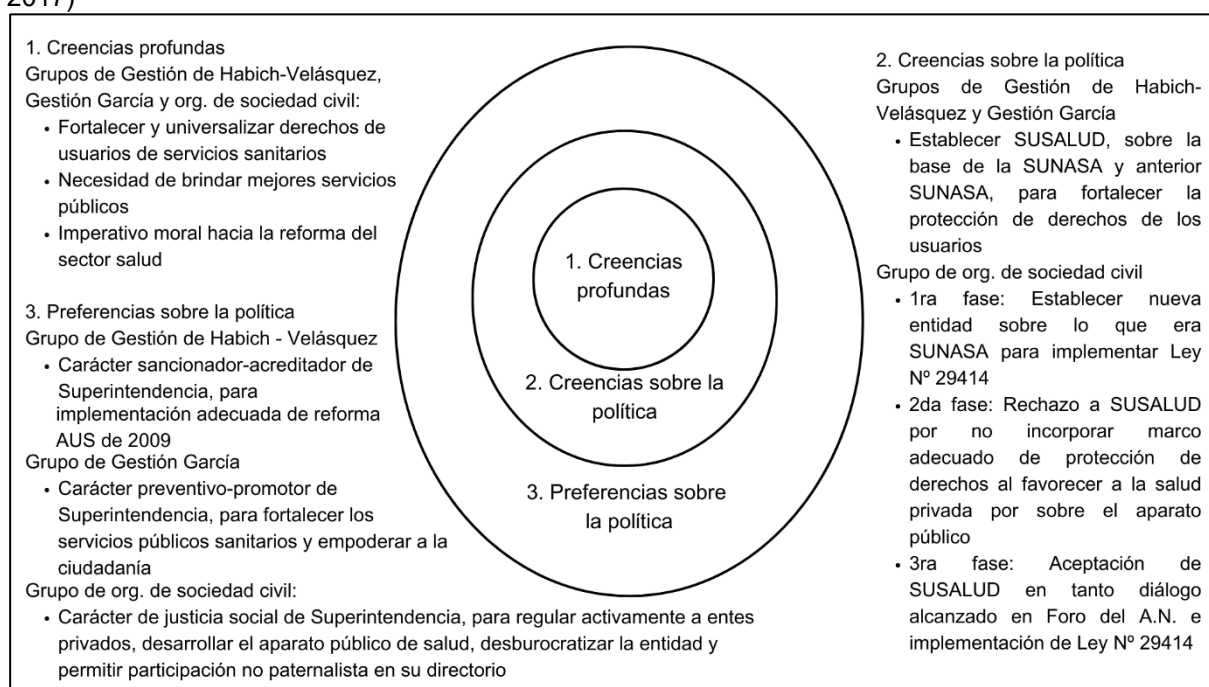 2017)
1. Creencias profundas
Grupos de Gestión de Habich-Velásquez,
Gestión García y org. de sociedad civil:
• Fortalecer y universalizar derechos de
usuarios de servicios sanitarios
• Necesidad de brindar mejores servicios
públicos
• Imperativo moral hacia la reforma del
sector salud
3. Preferencias sobre la política
Grupo de Gestión de Habich - Velásquez
• Carácter sancionador-acreditador de
Superintendencia, para
implementación adecuada de reforma
AUS de 2009
Grupo de Gestión García
• Carácter preventivo-promotor de
Superintendencia, para fortalecer los
servicios públicos sanitarios y empoderar a la
ciudadanía
Grupo de org. de sociedad civil:
• Carácter de justicia social de Superintendencia, para regular activamente a entes
privados, desarrollar el aparato público de salud, desburocratizar la entidad y
permitir participación no paternalista en su directorio
1. Creencias
profundas
2. Creencias sobre la
política
3. Preferencias sobre
la política
2. Creencias sobre la política
Grupos de Gestión de Habich-
Velásquez y Gestión García
• Establecer SUSALUD, sobre la
base de la SUNASA y anterior
SUNASA, para fortalecer la
protección de derechos de los
usuarios
Grupo de org. de sociedad civil
• 1ra fase: Establecer nueva
entidad sobre lo que era
SUNASA para implementar Ley
Nº 29414
• 2da fase: Rechazo a SUSALUD
por no incorporar marco
adecuado de protección de
derechos al favorecer a la salud
privada por sobre el aparato
público
• 3ra fase: Aceptación de
SUSALUD en tanto diálogo
alcanzado en Foro del A.N. e
implementación de Ley Nº 29414